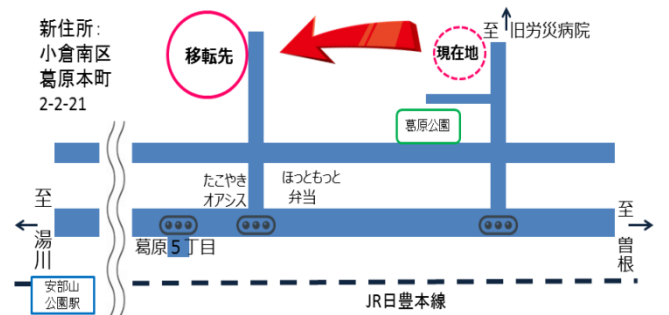 新住所：
小倉南区
葛原本町
2-2-21
移転先
現在地
至
旧労災病院
葛原公園
たこやき
オアシス
ほっともっと
弁当
至
湯川
葛原5丁目
至
曽根
安部山
公園駅
JR日豊本線